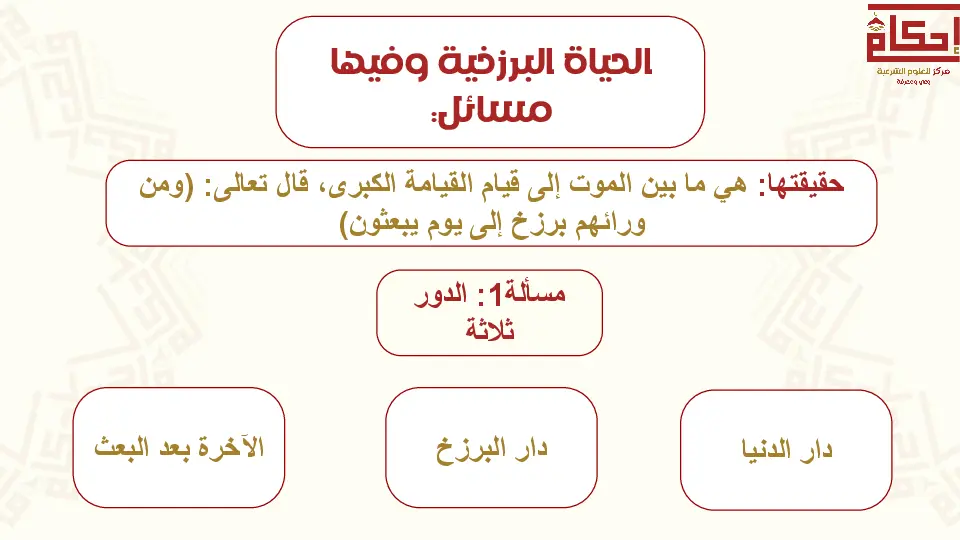 إحكام
مركز للعلوم الشرعية
وعي ومعرفة
الحياة البرزخية وفيها
مسائل:
حقيقتها: هي ما بين الموت إلى قيام القيامة الكبرى، قال تعالى: (ومن
ورائهم برزخ إلى يوم يبعثون)
مسألة1: الدور
ثلاثة
دار الدنيا
دار البرزخ
الآخرة بعد البعث